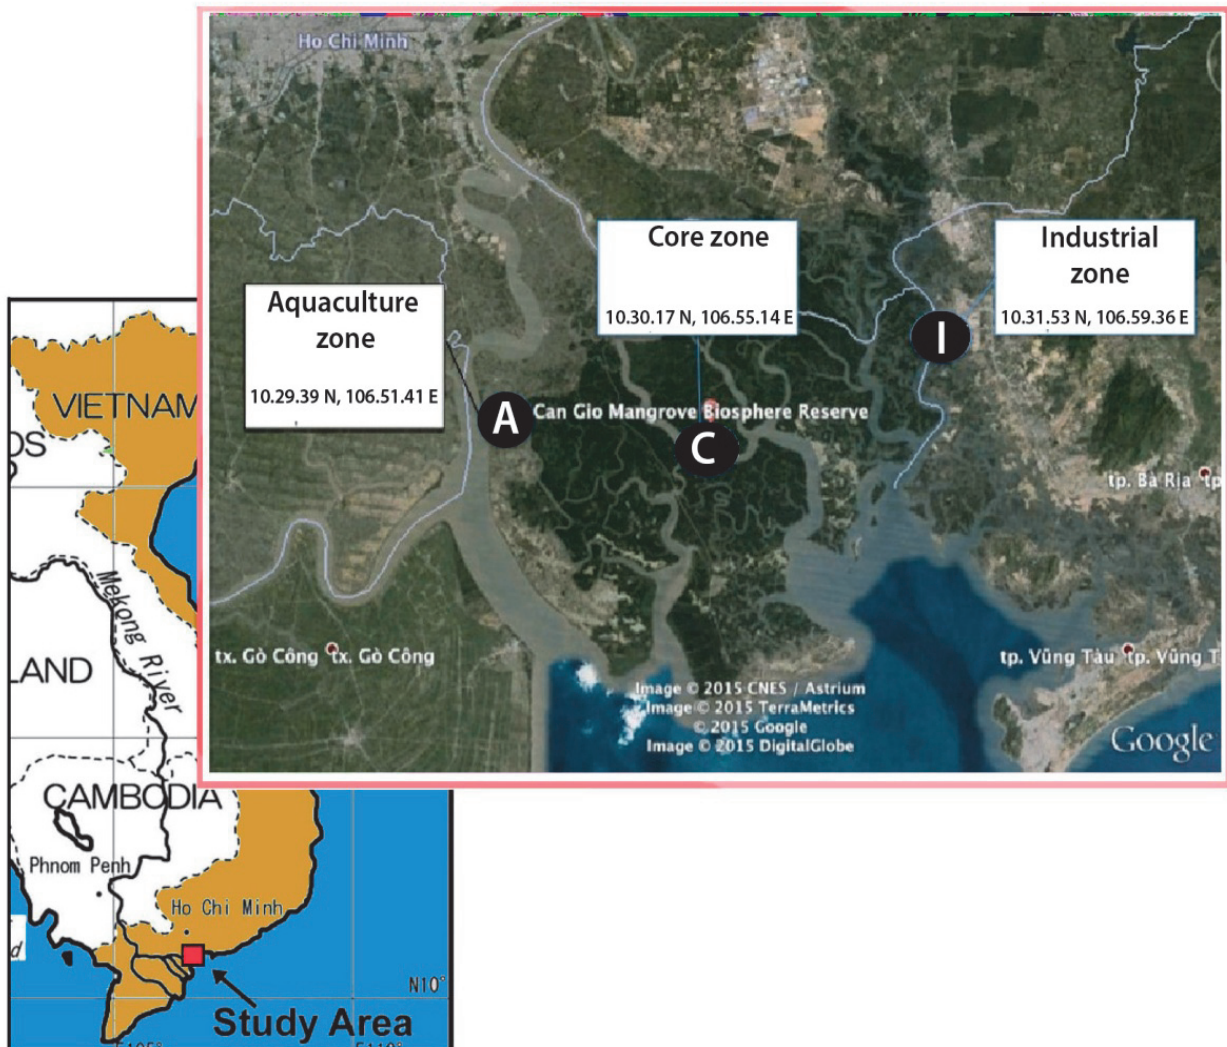 Ho Chi Minh
Core zone
10.30.17 N, 106.55.14 E
Industrial
zone
10.31.53 N, 106.59.36 E
Aquaculture
zone
10.29.39 N, 106.51.41 E
I
A
Can Gio Mangrove Biosphere Reserve
C
tp. Bà Rịa
tp
tx. Gò Công
tx. Gò Công
tp. Vũng Tàu
tp. Vũng T
Image © 2015 CNES / Astrium
Image © 2015 TerraMetrics
© 2015 Google
Image © 2015 DigitalGlobe
Google
VIETNAM
OS
Mekong River
LAND
CAMBODIA
Phnom Penh
Ho Chi Minh
d
N10°
Study Area